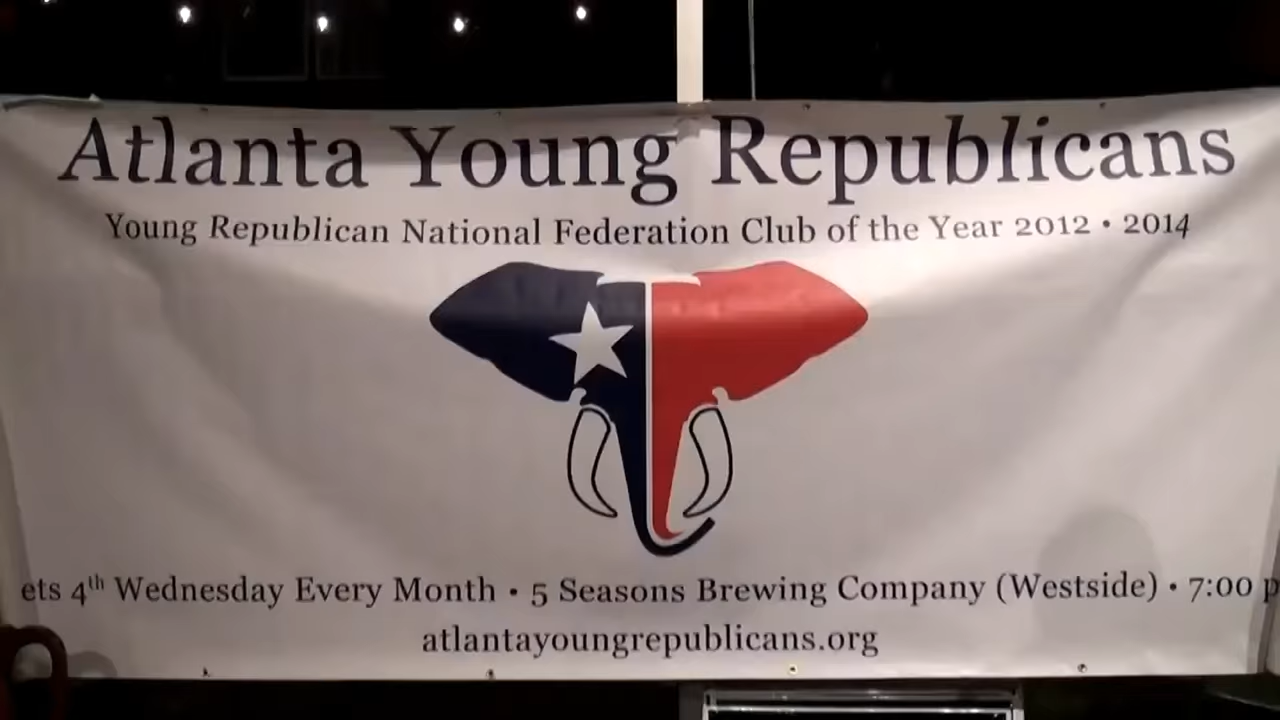 Atlanta Young Republicans
Young Republican National Federation Club of the Year 2012 • 2014
ets 4th Wednesday Every Month • 5 Seasons Brewing Company (Westside) • 7:00 p
atlantayoungrepublicans.org